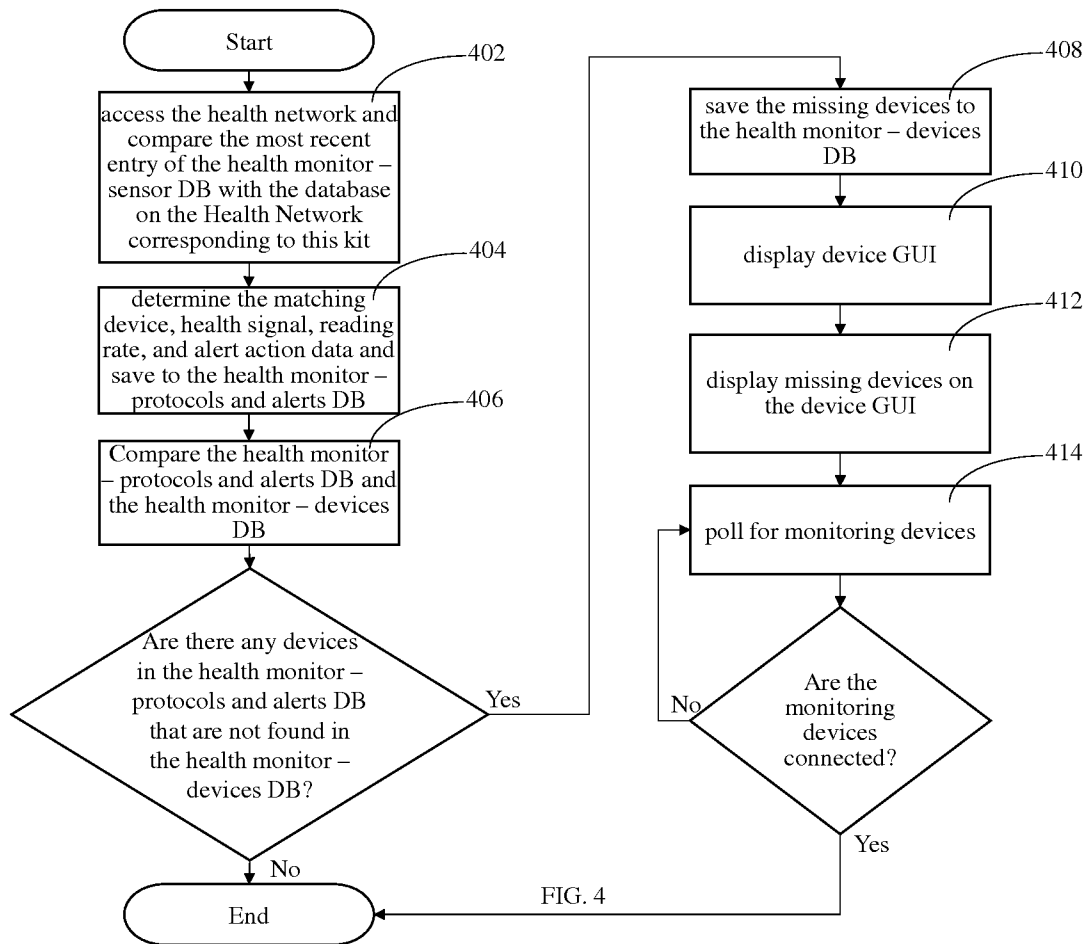 Start
402
access the health network and
compare the most recent
entry of the health monitor –
sensor DB with the database
on the Health Network
corresponding to this kit
404
determine the matching
device, health signal, reading
rate, and alert action data and
save to the health monitor –
protocols and alerts DB
406
Compare the health monitor
– protocols and alerts DB and
the health monitor – devices
DB
Are there any devices
in the health monitor –
protocols and alerts DB
that are not found in
the health monitor –
devices DB?
Yes
No
End
408
save the missing devices to
the health monitor – devices
DB
410
display device GUI
412
display missing devices on
the device GUI
414
poll for monitoring devices
Are the
monitoring
devices
connected?
No
Yes
FIG. 4